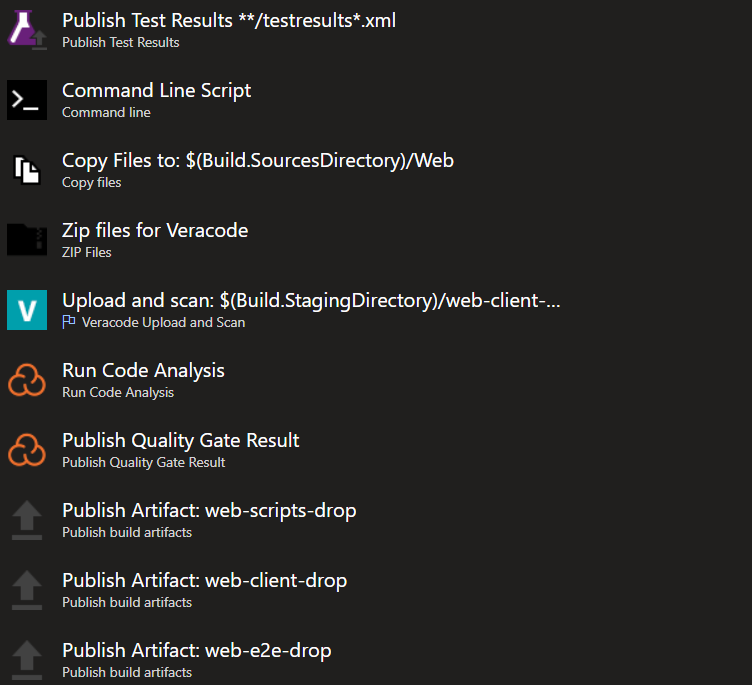 Publish Test Results **/testresults*.xml
Publish Test Results
Command Line Script
Command line
Copy Files to: $(Build.SourcesDirectory)/Web
Copy files
Zip files for Veracode
ZIP Files
V
Upload and scan: $(Build.StagingDirectory)/web-client-...
Veracode Upload and Scan
Run Code Analysis
Run Code Analysis
Publish Quality Gate Result
Publish Quality Gate Result
Publish Artifact: web-scripts-drop
Publish build artifacts
Publish Artifact: web-client-drop
Publish build artifacts
Publish Artifact: web-e2e-drop
Publish build artifacts